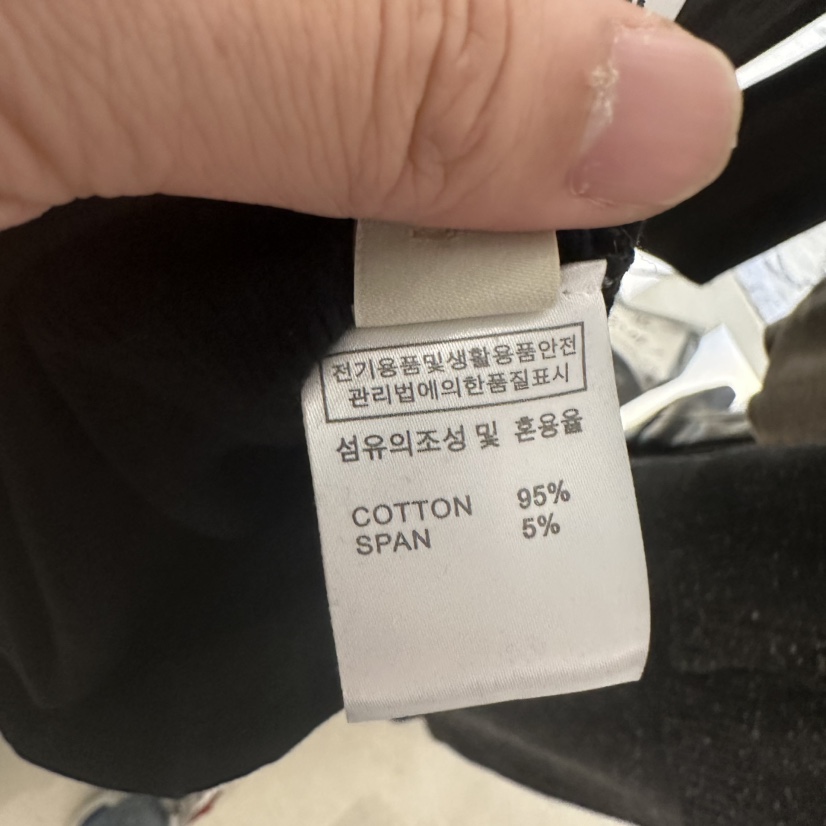 전기용품및생활용품안전
관리법에의한품질표시
섬유의조성 및 혼용율
COTTON 95%
SPAN 5%